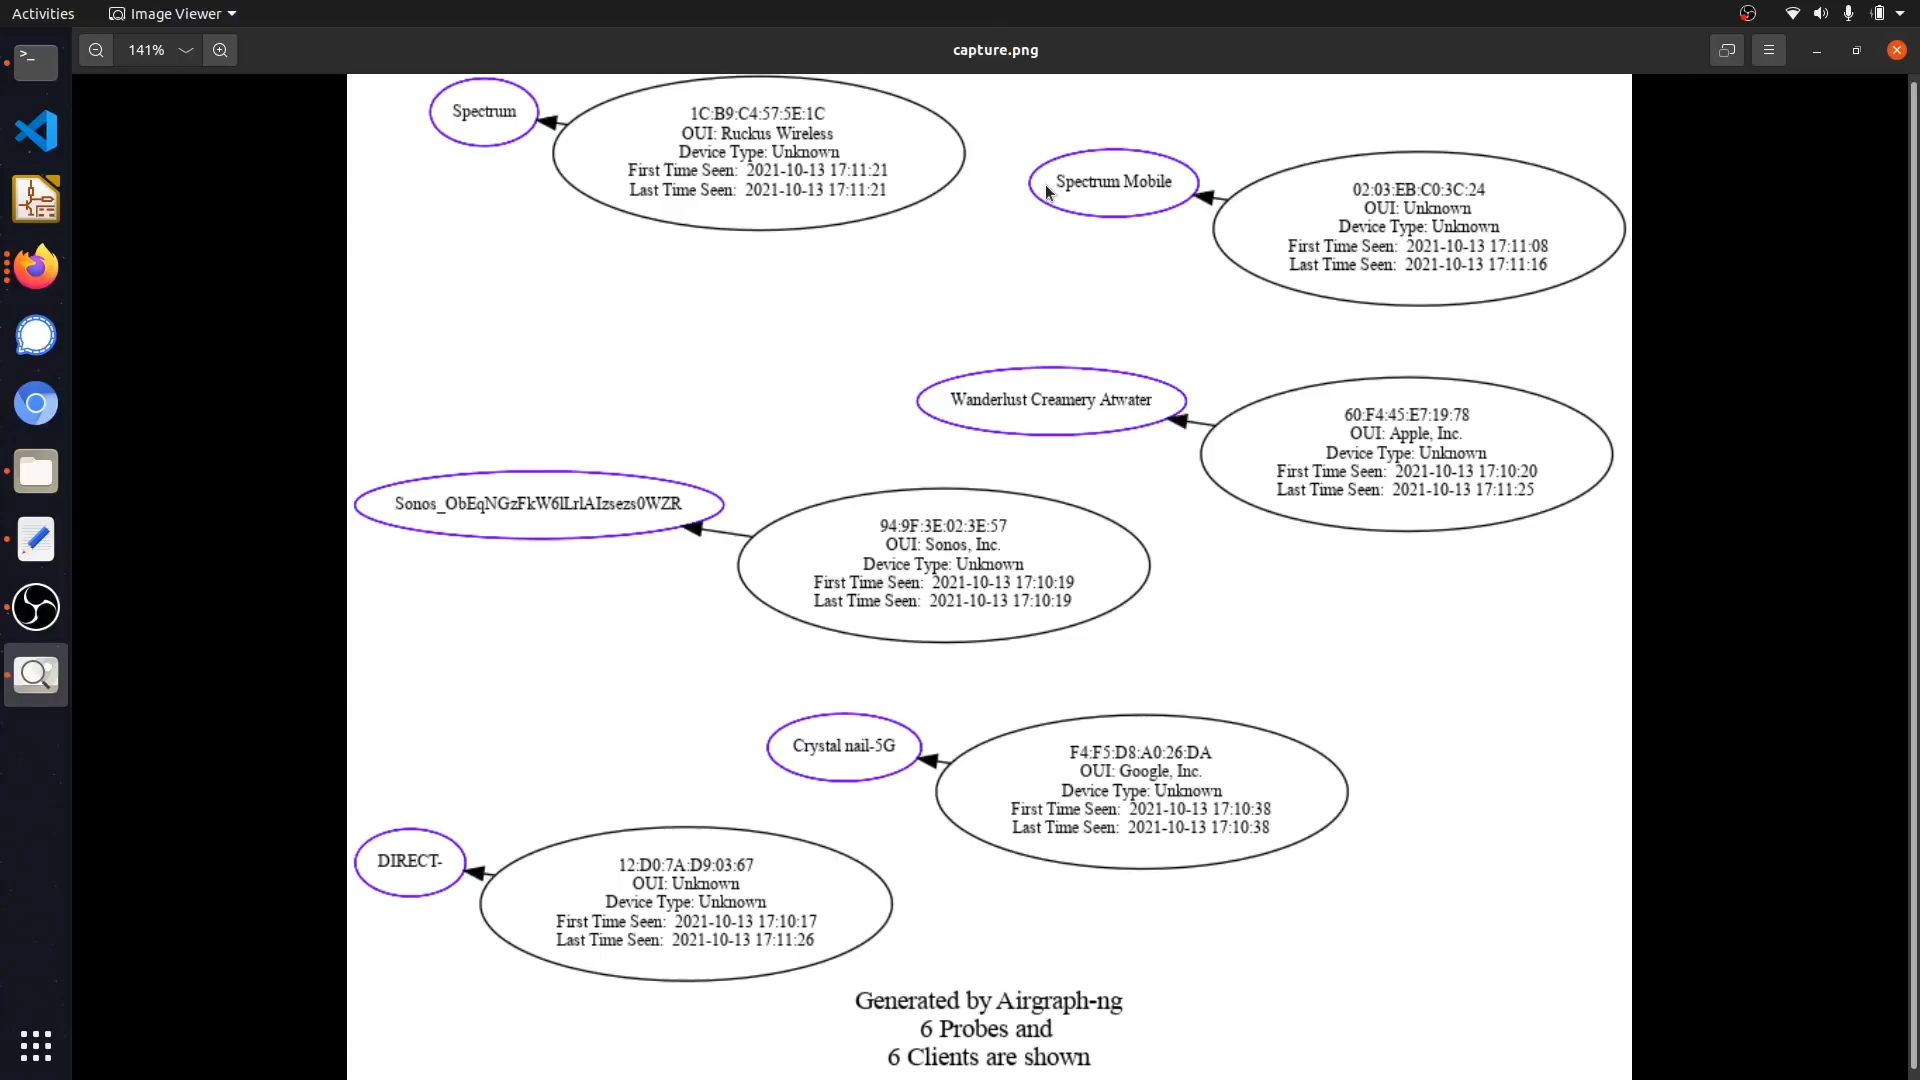 Activities
Image Viewer
141%
capture.png
Spectrum
1C:B9:C4:57:5E:1C
OUI: Ruckus Wireless
Device Type: Unknown
First Time Seen: 2021-10-13 17:11:21
Last Time Seen: 2021-10-13 17:11:21
Spectrum Mobile
02:03:EB:C0:3C:24
OUI: Unknown
Device Type: Unknown
First Time Seen: 2021-10-13 17:11:08
Last Time Seen: 2021-10-13 17:11:16
Wanderlust Creamery Atwater
60:F4:45:E7:19:78
OUI: Apple, Inc.
Device Type: Unknown
First Time Seen: 2021-10-13 17:10:20
Last Time Seen: 2021-10-13 17:11:25
Sonos_ObEqNGzFkW6lLrlAIzsezs0WZR
94:9F:3E:02:3E:57
OUI: Sonos, Inc.
Device Type: Unknown
First Time Seen: 2021-10-13 17:10:19
Last Time Seen: 2021-10-13 17:10:19
Crystal nail-5G
F4:F5:D8:A0:26:DA
OUI: Google, Inc.
Device Type: Unknown
First Time Seen: 2021-10-13 17:10:38
Last Time Seen: 2021-10-13 17:10:38
DIRECT-
12:D0:7A:D9:03:67
OUI: Unknown
Device Type: Unknown
First Time Seen: 2021-10-13 17:10:17
Last Time Seen: 2021-10-13 17:11:26
Generated by Airgraph-ng
6 Probes and
6 Clients are shown